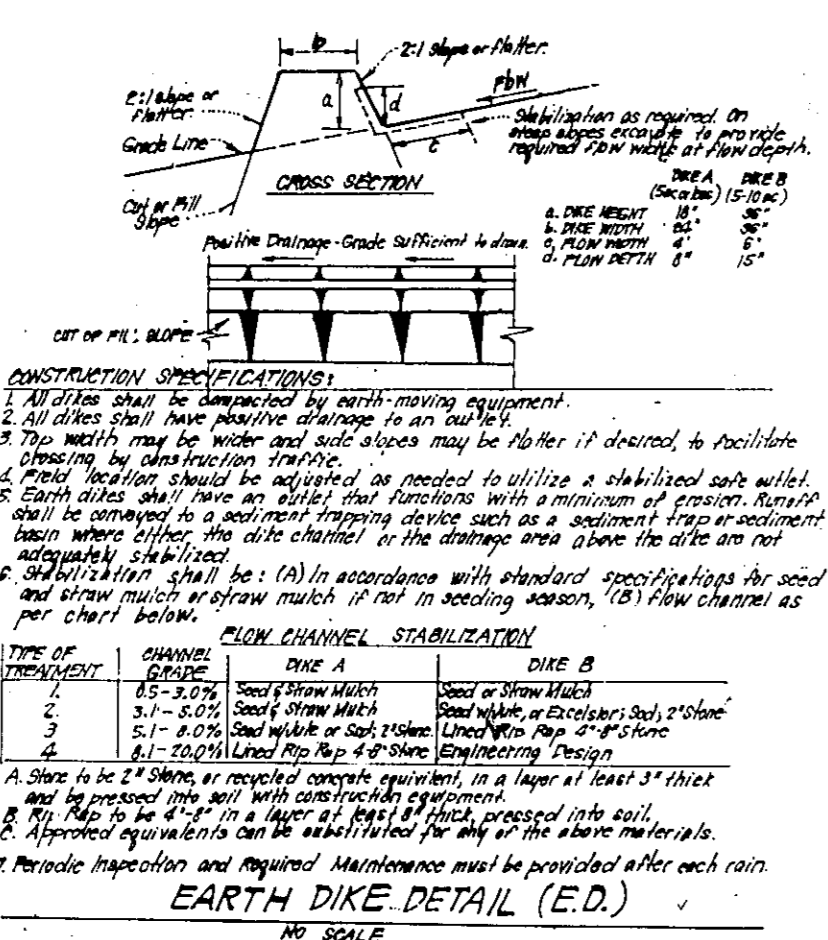 b
2:1 slope or flatter.
Flow
2:1 slope or
flatter
a
d
Stabilization as required. On
steep slopes excavate to provide
required flow width at flow depth.
Grade Line
c
CROSS SECTION
Cut or Fill
Slope
DIKE A DIKE B
(5 ac or less) (5-10 ac)
a. DIKE HEIGHT 18" 36"
b. DIKE WIDTH 24" 36"
c. FLOW WIDTH 4' 6'
d. FLOW DEPTH 8" 15"
Positive Drainage-Grade Sufficient to drain
CUT OR FILL SLOPE
CONSTRUCTION SPECIFICATIONS:
1. All dikes shall be compacted by earth-moving equipment.
2. All dikes shall have positive drainage to an outlet.
3. Top width may be wider and side slopes may be flatter if desired, to facilitate
crossing by construction traffic.
4. Field location should be adjusted as needed to utilize a stabilized safe outlet.
5. Earth dikes shall have an outlet that functions with a minimum of erosion. Runoff
shall be conveyed to a sediment trapping device such as a sediment trap or sediment
basin where either the dike channel or the drainage area above the dike are not
adequately stabilized.
6. Stabilization shall be: (A) In accordance with standard specifications for seed
and straw mulch or straw mulch if not in seeding season, (B) flow channel as
per chart below.
FLOW CHANNEL STABILIZATION
TYPE OF TREATMENT CHANNEL GRADE DIKE A DIKE B
1. 0.5-3.0% Seed & Straw Mulch Seed or Straw Mulch
2. 3.1-5.0% Seed & Straw Mulch Seed w/Jute, or Excelsior; Sod; 2" Stone
3 5.1-8.0% Seed w/Jute or Sod; 2" Stone Lined Rip Rap 4"-8" Stone
4. 8.1-20.0% Lined Rip Rap 4-8" Stone Engineering Design
A. Stone to be 2" Stone, or recycled concrete equivilent, in a layer at least 3" thick
and be pressed into soil with construction equipment.
B. Rip Rap to be 4"-8" in a layer at least 8" thick, pressed into soil.
C. Approved equivalents can be substituted for any of the above materials.
7. Periodic Inspection and Required Maintenance must be provided after each rain.
EARTH DIKE DETAIL (E.D.)
NO SCALE